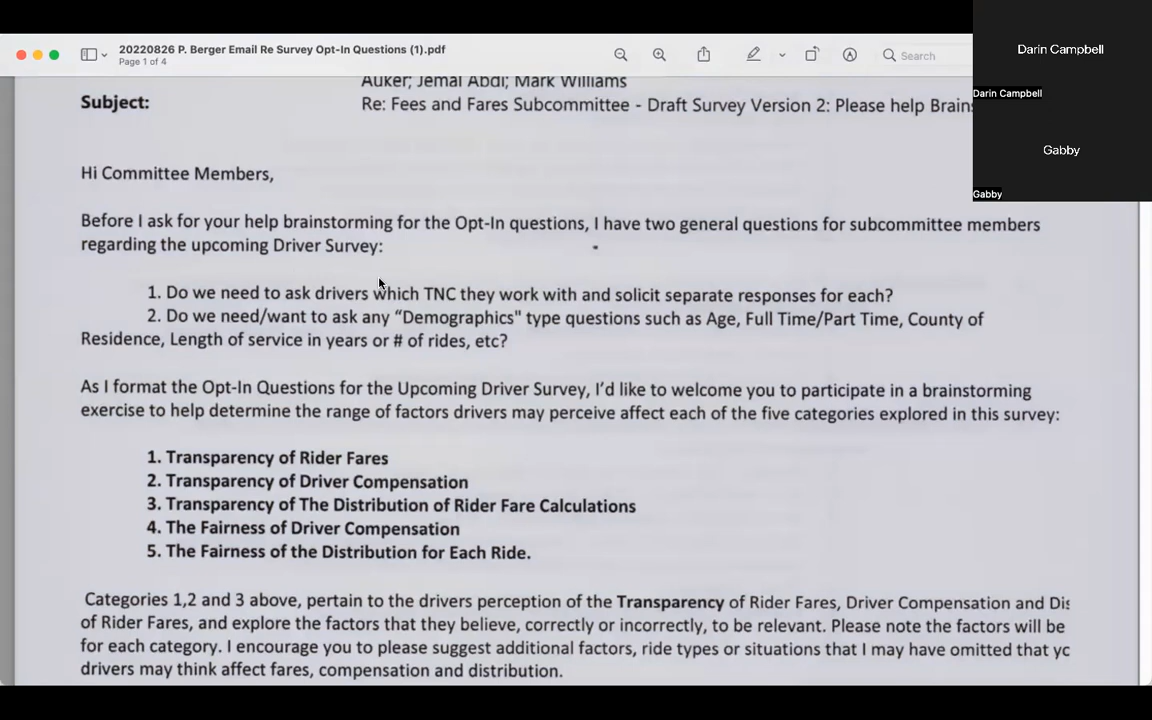 20220826 P. Berger Email Re Survey Opt-In Questions (1).pdf
Page 1 of 4
Search
Darin Campbell
Darin Campbell
Gabby
Gabby
Auker; Jemal Abdi; Mark Williams
Subject: Re: Fees and Fares Subcommittee - Draft Survey Version 2: Please help
Hi Committee Members,
Before I ask for your help brainstorming for the Opt-In questions, I have two general questions for subcommittee members
regarding the upcoming Driver Survey:
1. Do we need to ask drivers which TNC they work with and solicit separate responses for each?
2. Do we need/want to ask any “Demographics" type questions such as Age, Full Time/Part Time, County of
Residence, Length of service in years or # of rides, etc?
As I format the Opt-In Questions for the Upcoming Driver Survey, I’d like to welcome you to participate in a brainstorming
exercise to help determine the range of factors drivers may perceive affect each of the five categories explored in this survey:
1. Transparency of Rider Fares
2. Transparency of Driver Compensation
3. Transparency of The Distribution of Rider Fare Calculations
4. The Fairness of Driver Compensation
5. The Fairness of the Distribution for Each Ride.
Categories 1,2 and 3 above, pertain to the drivers perception of the Transparency of Rider Fares, Driver Compensation and
of Rider Fares, and explore the factors that they believe, correctly or incorrectly, to be relevant. Please note the factors will be
for each category. I encourage you to please suggest additional factors, ride types or situations that I may have omitted that
drivers may think affect fares, compensation and distribution.